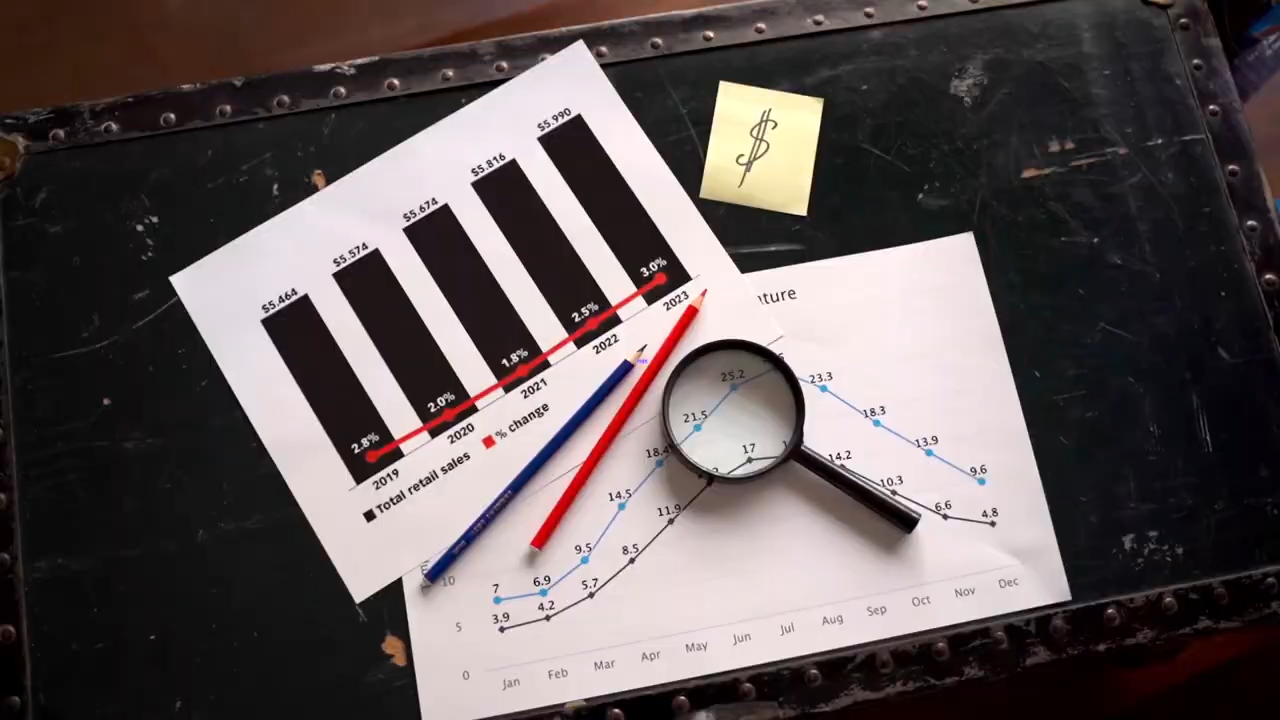 $5.464
$5.574
$5.674
$5.816
$5.990
2.8%
2.0%
1.8%
2.5%
3.0%
2019
2020
2021
2022
2023
Total retail sales
% change
$
25.2
23.3
21.5
18.3
18.4
17
14.2
13.9
14.5
11.9
10.3
9.6
9.5
8.5
7
6.9
6.6
5.7
4.8
3.9
4.2
10
5
0
Jan
Feb
Mar
Apr
May
Jun
Jul
Aug
Sep
Oct
Nov
Dec